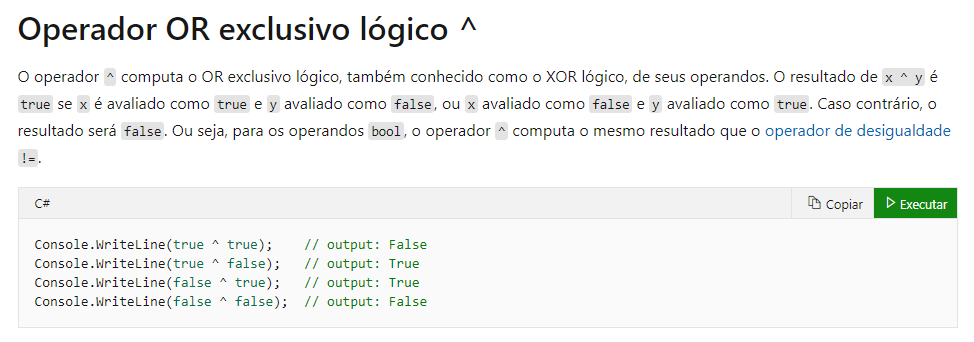 Operador OR exclusivo lógico ^
O operador ^ computa o OR exclusivo lógico, também conhecido como o XOR lógico, de seus operandos. O resultado de x ^ y é
true se x é avaliado como true e y avaliado como false, ou x avaliado como false e y avaliado como true. Caso contrário, o
resultado será false. Ou seja, para os operandos bool, o operador ^ computa o mesmo resultado que o operador de desigualdade
!=.
C# Copiar Executar
Console.WriteLine(true ^ true);    // output: False
Console.WriteLine(true ^ false);   // output: True
Console.WriteLine(false ^ true);   // output: True
Console.WriteLine(false ^ false);  // output: False